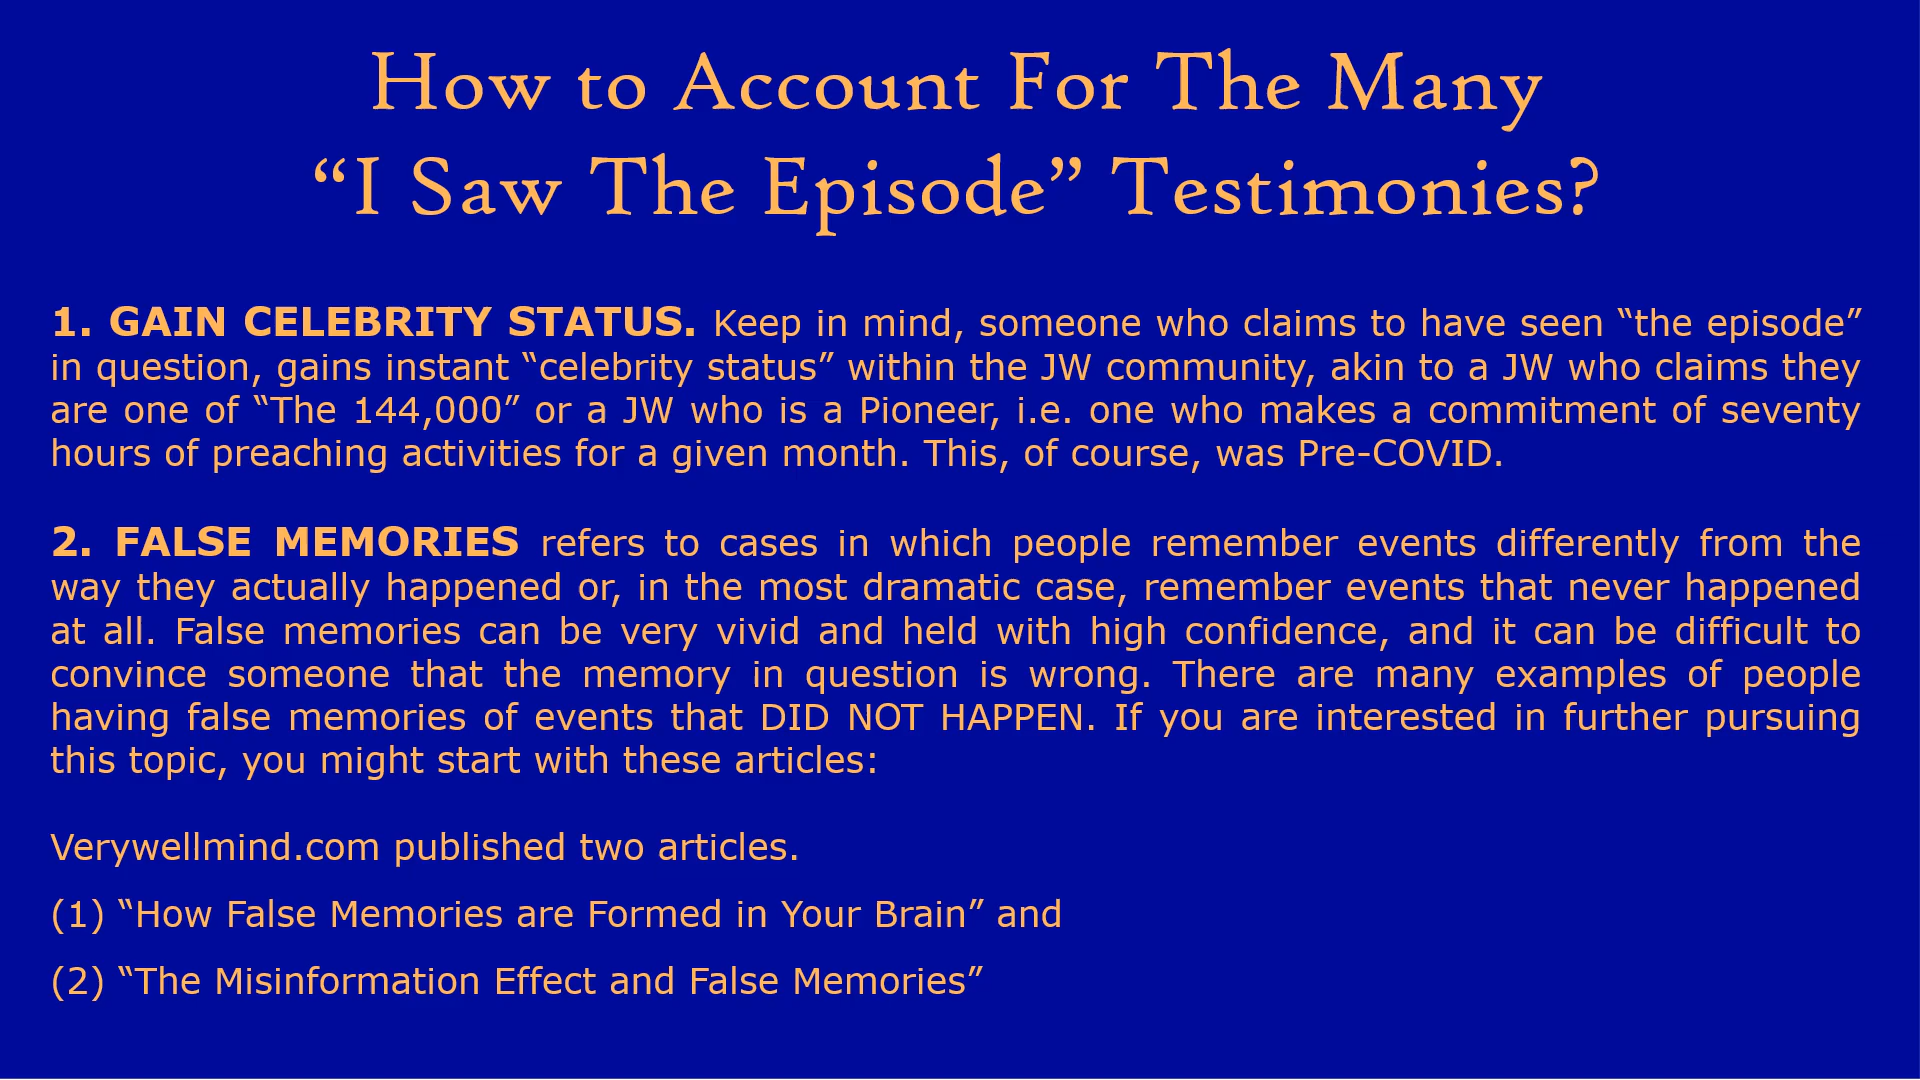 How to Account For The Many
“I Saw The Episode” Testimonies?
1. GAIN CELEBRITY STATUS. Keep in mind, someone who claims to have seen “the episode”
in question, gains instant “celebrity status” within the JW community, akin to a JW who claims they
are one of “The 144,000” or a JW who is a Pioneer, i.e. one who makes a commitment of seventy
hours of preaching activities for a given month. This, of course, was Pre-COVID.
2. FALSE MEMORIES refers to cases in which people remember events differently from the
way they actually happened or, in the most dramatic case, remember events that never happened
at all. False memories can be very vivid and held with high confidence, and it can be difficult to
convince someone that the memory in question is wrong. There are many examples of people
having false memories of events that DID NOT HAPPEN. If you are interested in further pursuing
this topic, you might start with these articles:
Verywellmind.com published two articles.
(1) “How False Memories are Formed in Your Brain” and
(2) “The Misinformation Effect and False Memories”